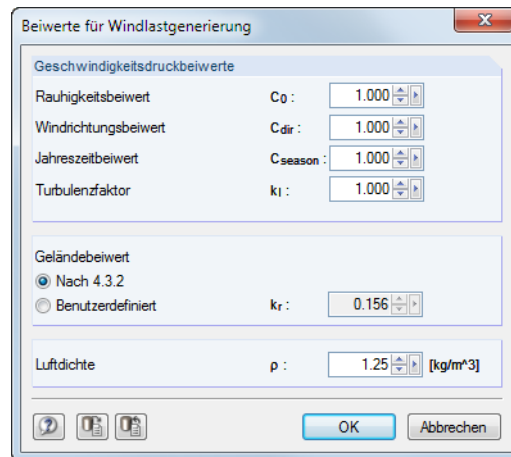 Beiwerte für Windlastgenerierung
Geschwindigkeitsdruckbeiwerte
Rauhigkeitsbeiwert C0 : 1.000
Windrichtungsbeiwert Cdir : 1.000
Jahreszeitbeiwert Cseason : 1.000
Turbulenzfaktor kI : 1.000
Geländebeiwert
Nach 4.3.2
Benutzerdefiniert kr : 0.156
Luftdichte ρ : 1.25 [kg/m^3]
OK Abbrechen